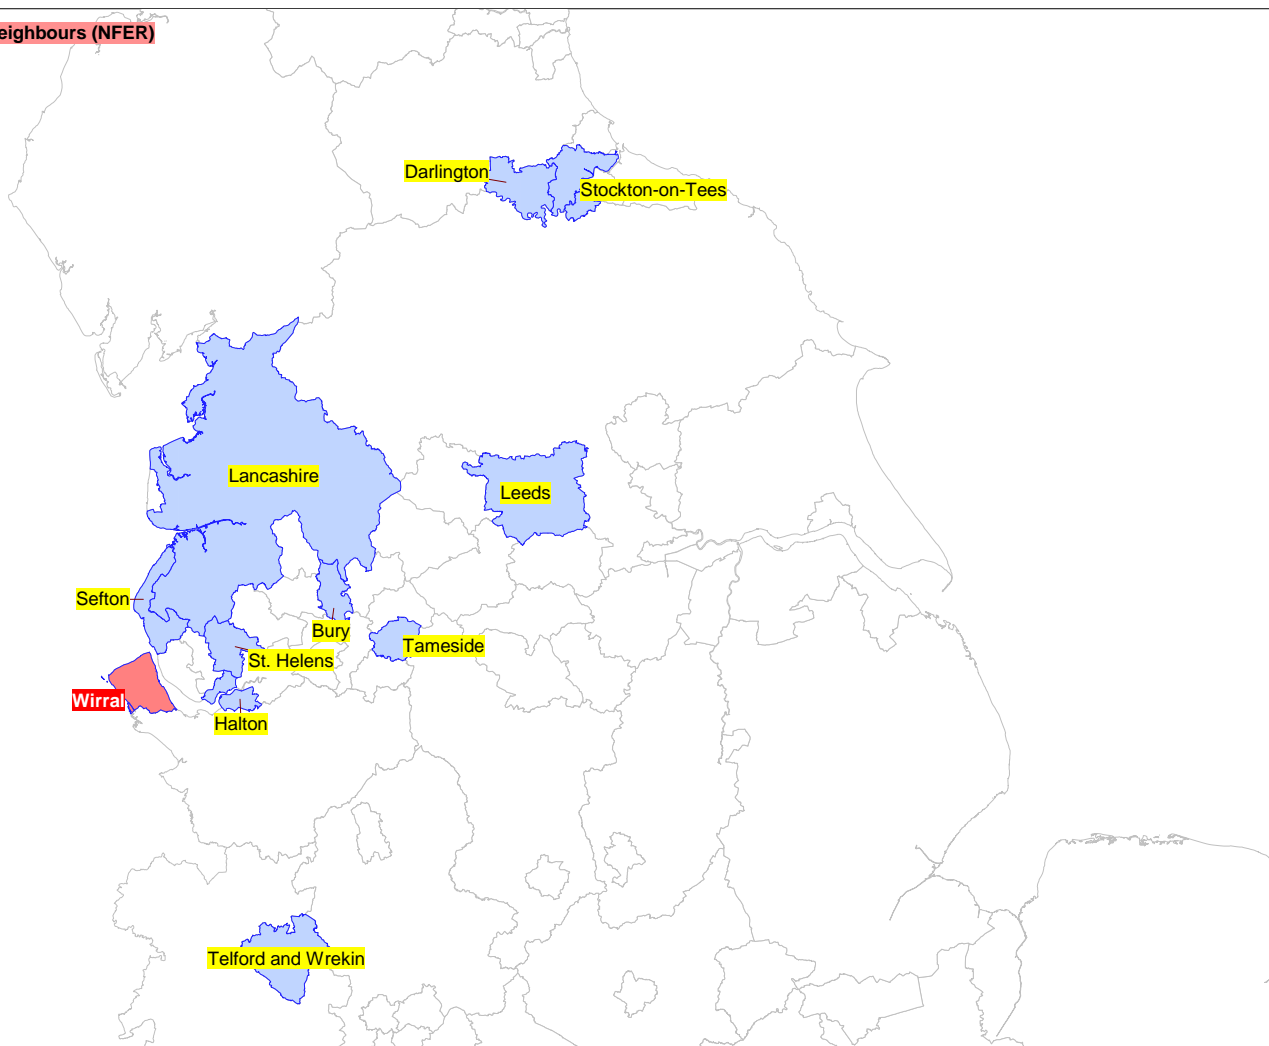 eighbours (NFER)
Darlington
Stockton-on-Tees
Lancashire
Leeds
Sefton
Bury
Tameside
St. Helens
Wirral
Halton
Telford and Wrekin